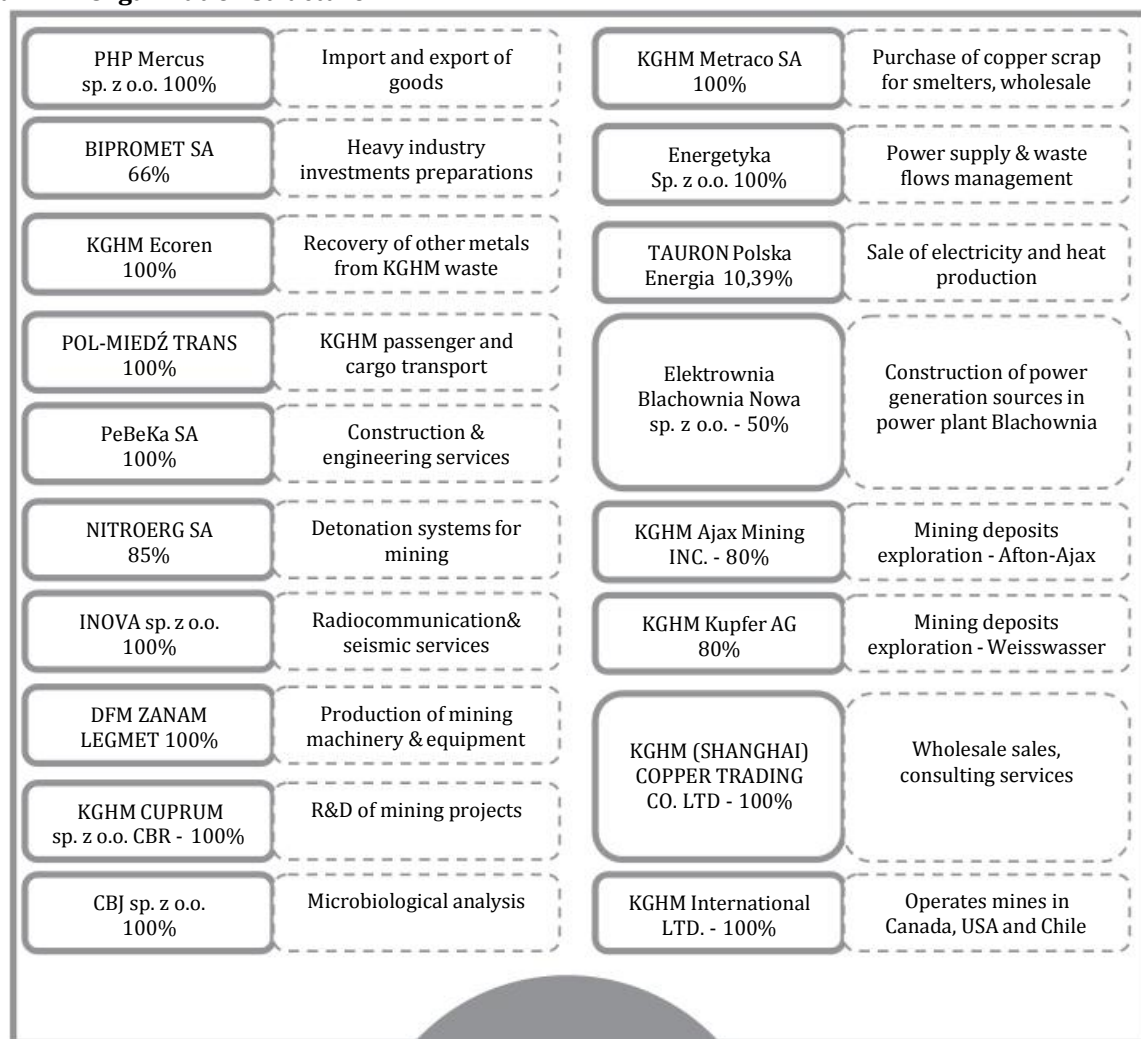 Organization Structure
PHP Mercus
sp. z o.o. 100%
Import and export of
goods
BIPROMET SA
66%
Heavy industry
investments preparations
KGHM Ecoren
100%
Recovery of other metals
from KGHM waste
POL-MIEDŹ TRANS
100%
KGHM passenger and
cargo transport
PeBeKa SA
100%
Construction &
engineering services
NITROERG SA
85%
Detonation systems for
mining
INOVA sp. z o.o.
100%
Radiocommunication&
seismic services
DFM ZANAM
LEGMET 100%
Production of mining
machinery & equipment
KGHM CUPRUM
sp. z o.o. CBR - 100%
R&D of mining projects
CBJ sp. z o.o.
100%
Microbiological analysis
KGHM Metraco SA
100%
Purchase of copper scrap
for smelters, wholesale
Energetyka
Sp. z o.o. 100%
Power supply & waste
flows management
TAURON Polska
Energia 10,39%
Sale of electricity and heat
production
Elektrownia
Blachownia Nowa
sp. z o.o. - 50%
Construction of power
generation sources in
power plant Blachownia
KGHM Ajax Mining
INC. - 80%
Mining deposits
exploration - Afton-Ajax
KGHM Kupfer AG
80%
Mining deposits
exploration - Weisswasser
KGHM (SHANGHAI)
COPPER TRADING
CO. LTD - 100%
Wholesale sales,
consulting services
KGHM International
LTD. - 100%
Operates mines in
Canada, USA and Chile